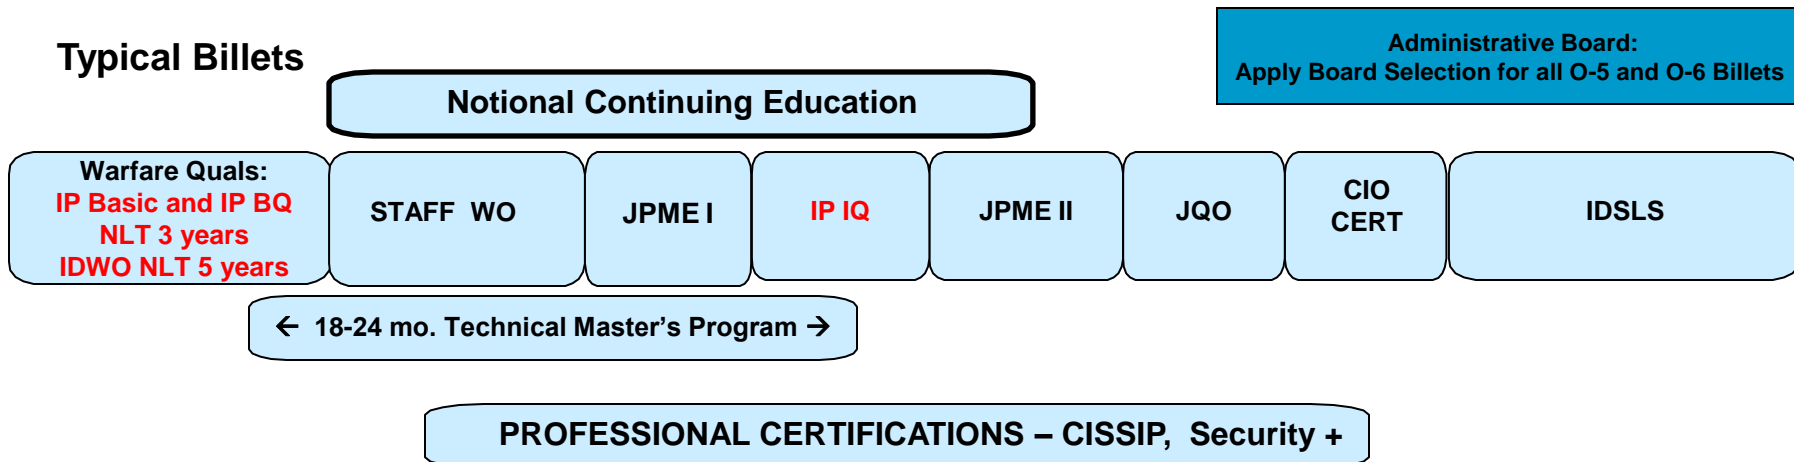 Typical Billets
Administrative Board:
Apply Board Selection for all O-5 and O-6 Billets
Notional Continuing Education
Warfare Quals:
IP Basic and IP BQ
NLT 3 years
IDWO NLT 5 years
STAFF WO
JPME I
IP IQ
JPME II
JQO
CIO
CERT
IDSLS
← 18-24 mo. Technical Master’s Program →
PROFESSIONAL CERTIFICATIONS – CISSIP, Security +